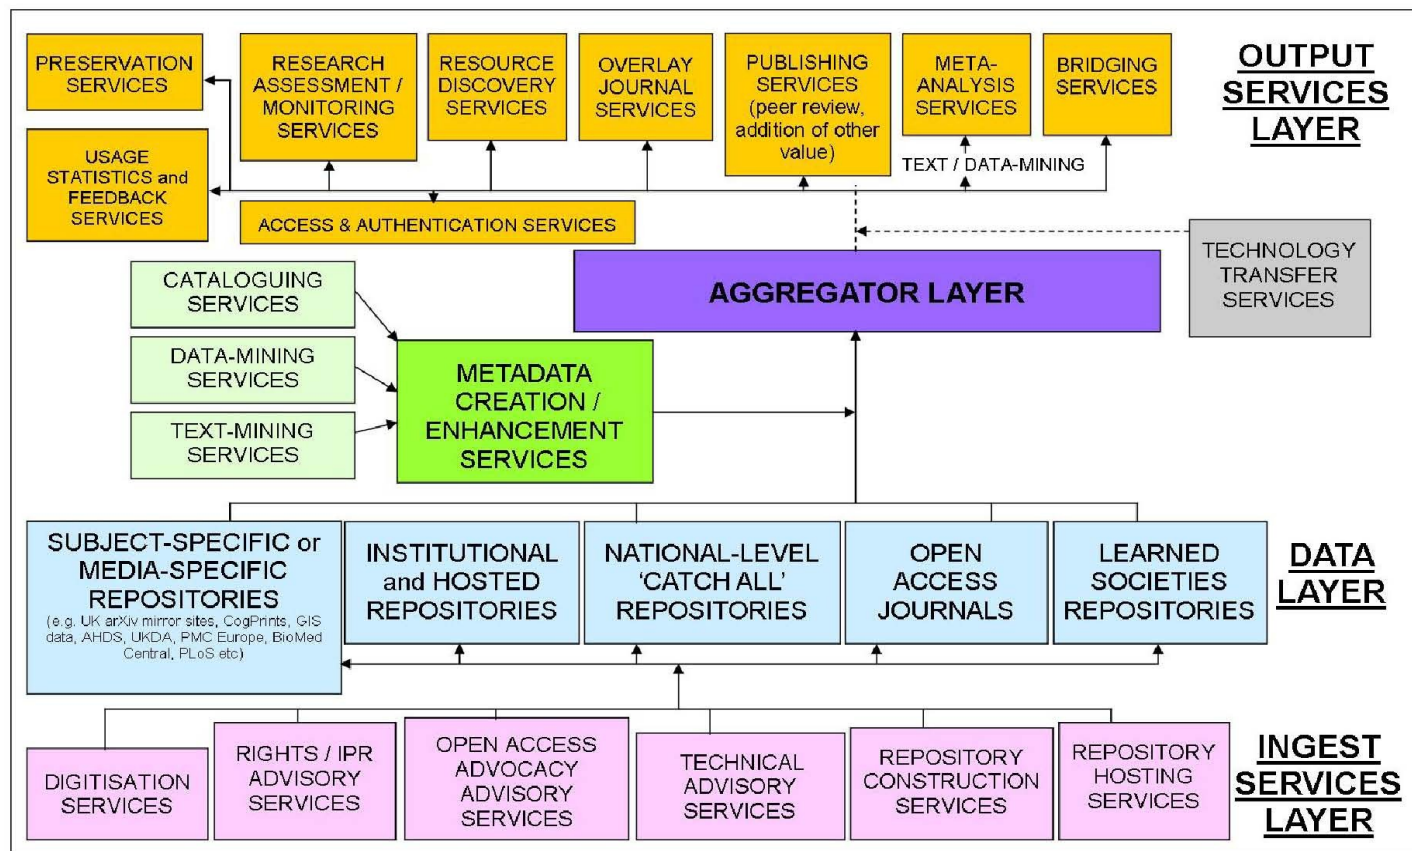 PRESERVATION
SERVICES
RESEARCH
ASSESSMENT /
MONITORING
SERVICES
RESOURCE
DISCOVERY
SERVICES
OVERLAY
JOURNAL
SERVICES
PUBLISHING
SERVICES
(peer review,
addition of other
value)
META-
ANALYSIS
SERVICES
BRIDGING
SERVICES
OUTPUT
SERVICES
LAYER
USAGE
STATISTICS and
FEEDBACK
SERVICES
TEXT / DATA-MINING
ACCESS & AUTHENTICATION SERVICES
TECHNOLOGY
TRANSFER
SERVICES
AGGREGATOR LAYER
CATALOGUING
SERVICES
DATA-MINING
SERVICES
TEXT-MINING
SERVICES
METADATA
CREATION /
ENHANCEMENT
SERVICES
SUBJECT-SPECIFIC or
MEDIA-SPECIFIC
REPOSITORIES
(e.g. UK arXiv mirror sites, CogPrints, GIS
data, AHDS, UKDA, PMC Europe, BioMed
Central, PLoS etc)
INSTITUTIONAL
and HOSTED
REPOSITORIES
NATIONAL-LEVEL
‘CATCH ALL’
REPOSITORIES
OPEN
ACCESS
JOURNALS
LEARNED
SOCIETIES
REPOSITORIES
DATA
LAYER
DIGITISATION
SERVICES
RIGHTS / IPR
ADVISORY
SERVICES
OPEN ACCESS
ADVOCACY
ADVISORY
SERVICES
TECHNICAL
ADVISORY
SERVICES
REPOSITORY
CONSTRUCTION
SERVICES
REPOSITORY
HOSTING
SERVICES
INGEST
SERVICES
LAYER